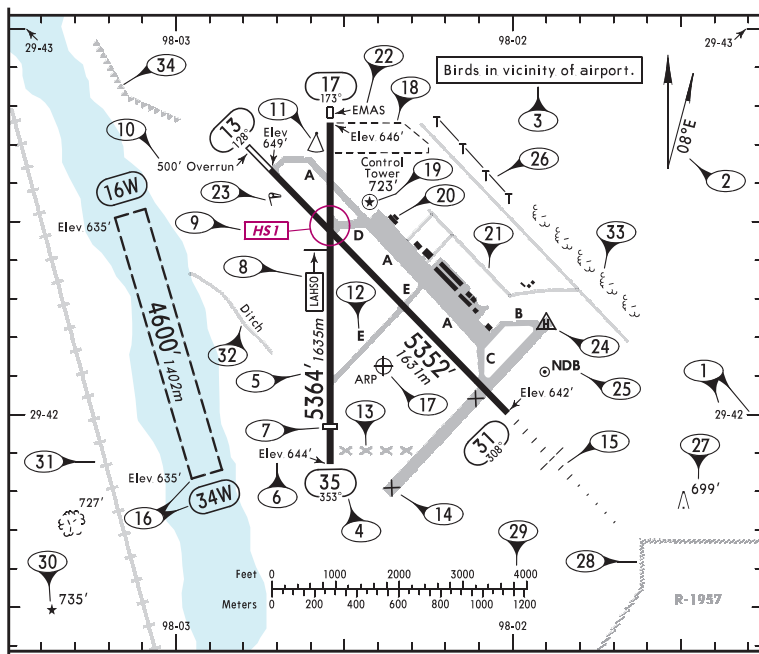 98-03
98-02
29-43
29-43
34
17
173°
22
EMAS
18
Birds in vicinity of airport.
3
08°E
2
10
500' Overrun
11
13
128°
Elev
649'
Elev 646'
Control
Tower
723'
19
20
T
T
T
T
26
16W
Elev 635'
23
A
9
HS1
D
A
21
33
8
LAHSO
12
E
E
A
B
H
24
4600'
1402m
Ditch
32
5
5364'
1635m
5352'
1631m
C
NDB
25
1
ARP
17
Elev 642'
29-42
29-42
7
13
31
308°
15
27
699'
31
Elev 635'
16
34W
Elev 644'
6
35
353°
4
14
727'
30
735'
29
28
R-1957
Feet
0
1000
2000
3000
4000
Meters
0
200
400
600
800
1000
1200
98-03
98-02